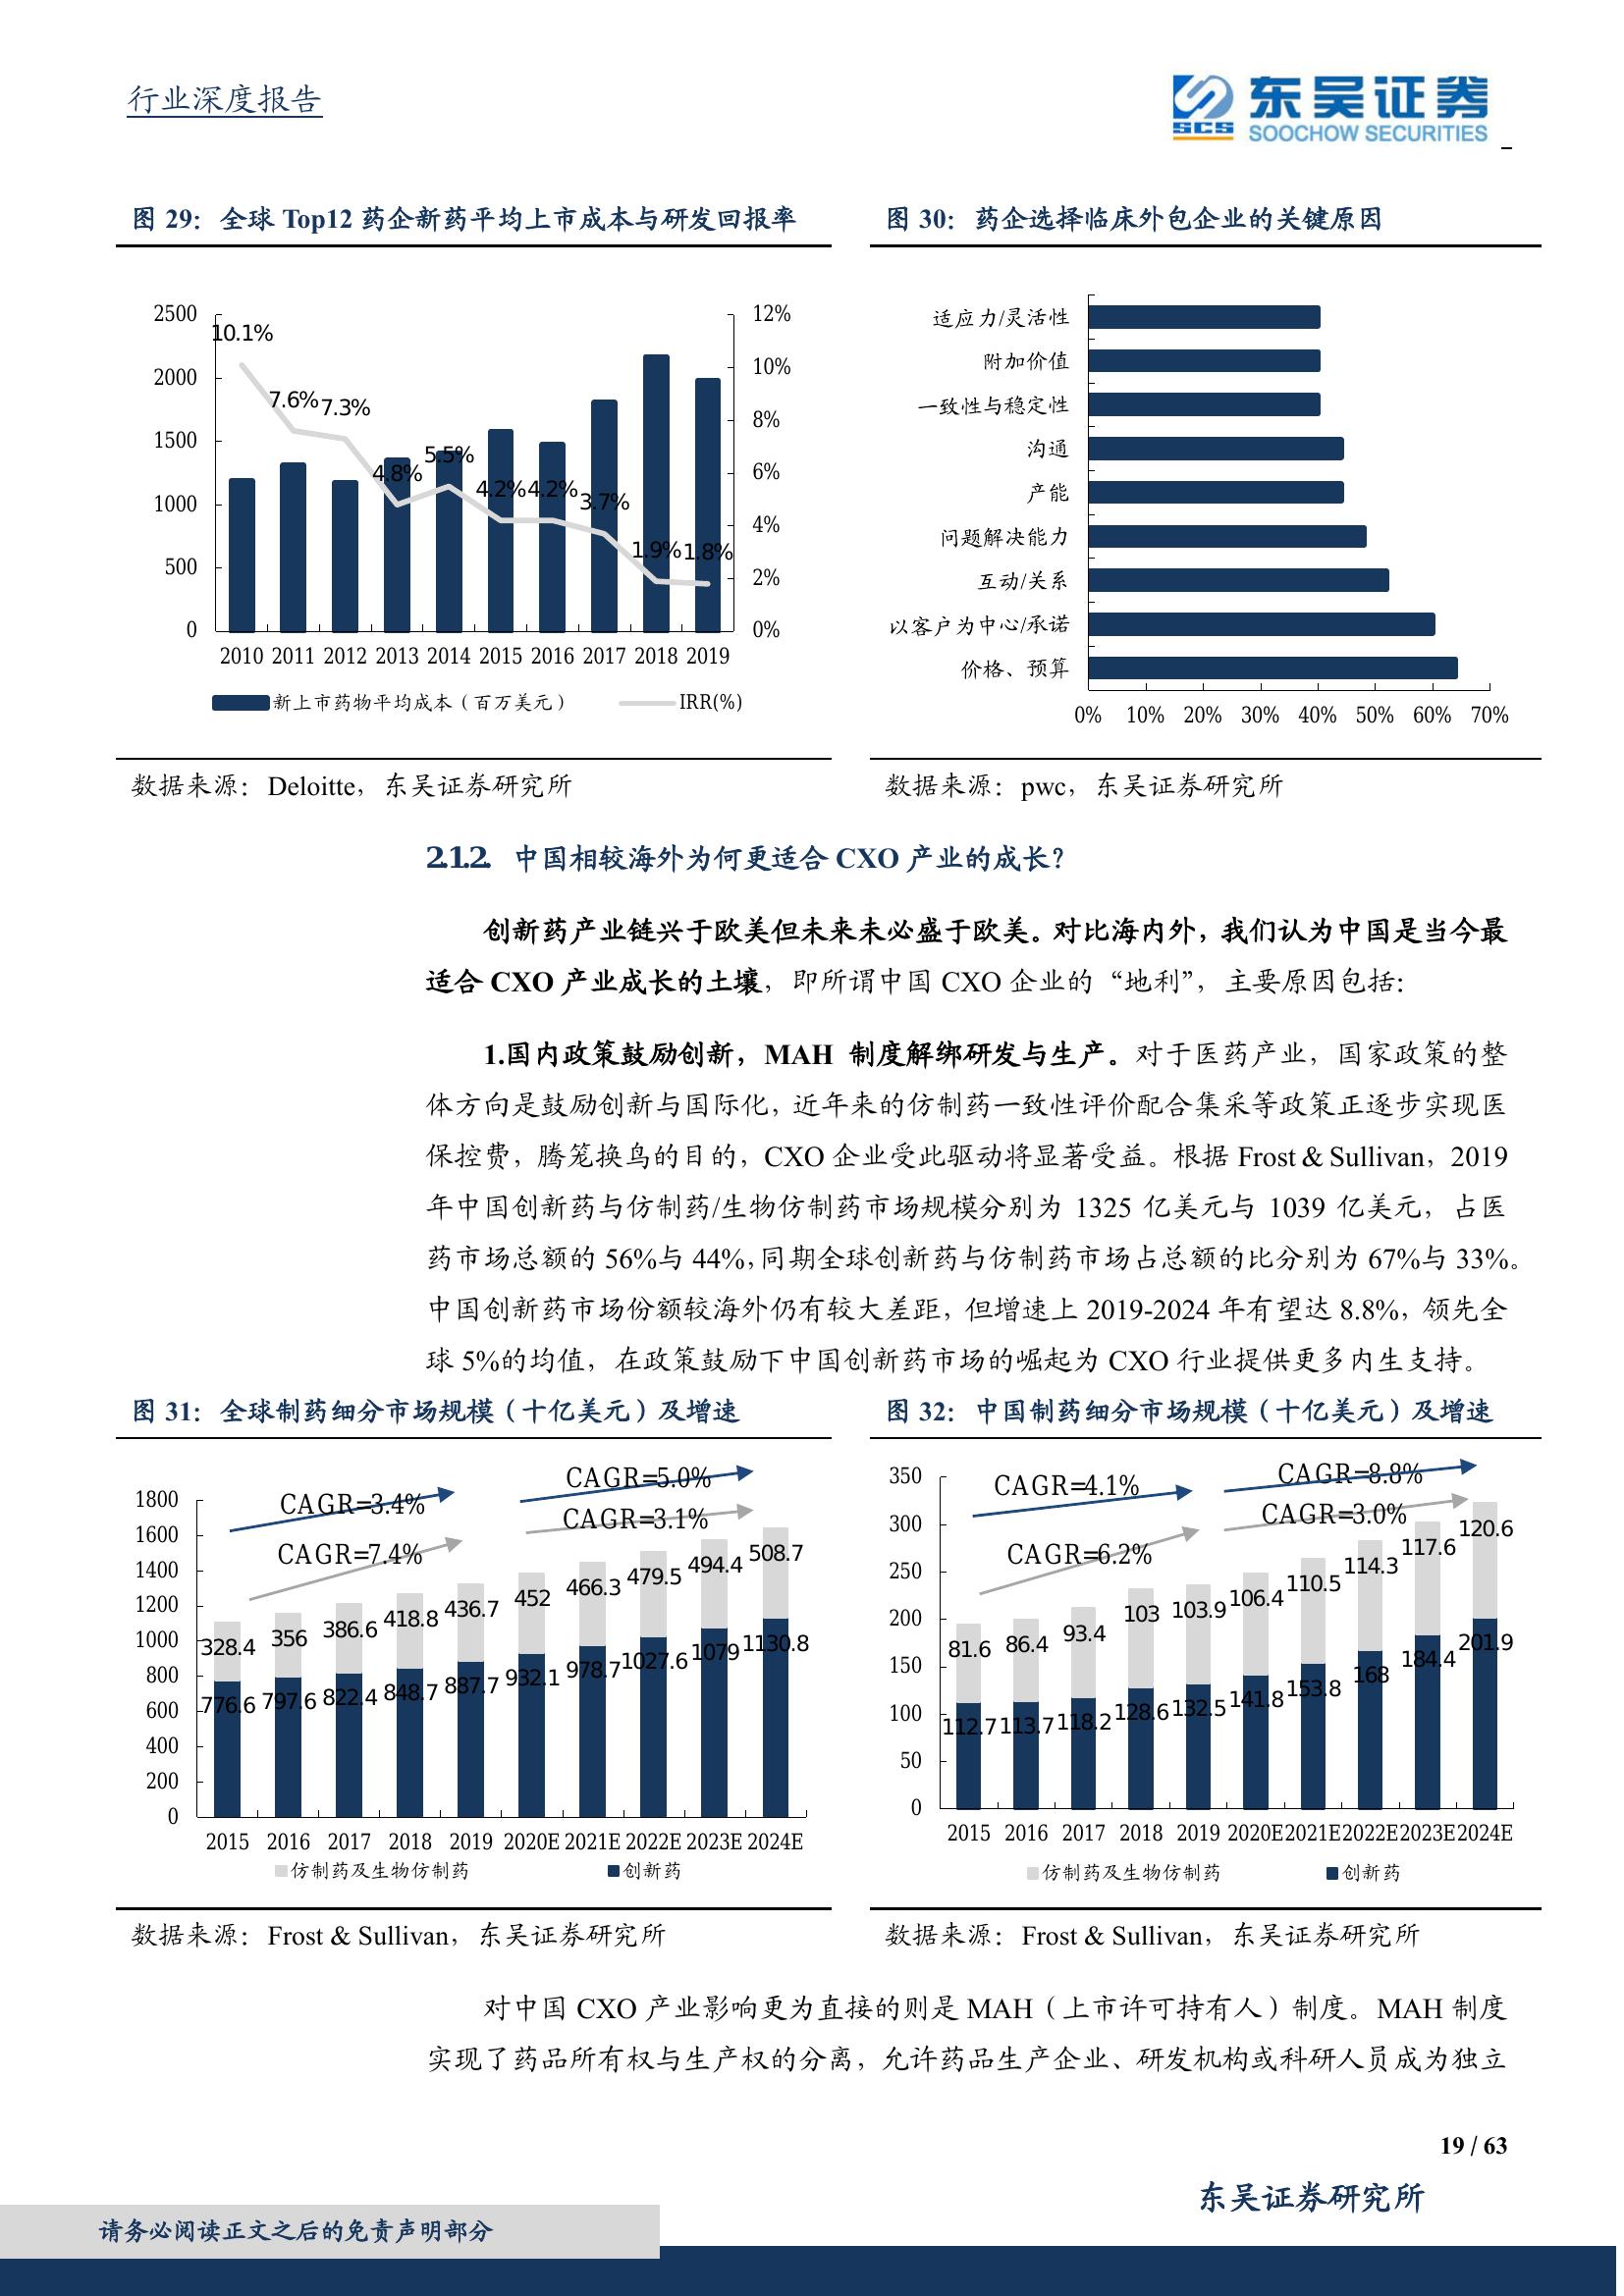 行业深度报告
东吴证券
SCS SOOCHOW SECURITIES
图 29：全球 Top12 药企新药平均上市成本与研发回报率
2500
2000
1500
1000
500
0
12%
10%
8%
6%
4%
2%
0%
10.1%
7.6%
7.3%
4.8%
5.5%
4.2%
4.2%
3.7%
1.9%
1.8%
2010 2011 2012 2013 2014 2015 2016 2017 2018 2019
新上市药物平均成本（百万美元） IRR(%)
数据来源：Deloitte，东吴证券研究所
图 30：药企选择临床外包企业的关键原因
适应力/灵活性
附加价值
一致性与稳定性
沟通
产能
问题解决能力
互动/关系
以客户为中心/承诺
价格、预算
0% 10% 20% 30% 40% 50% 60% 70%
数据来源：pwc，东吴证券研究所
2.1.2. 中国相较海外为何更适合 CXO 产业的成长？
创新药产业链兴于欧美但未来未必盛于欧美。对比海内外，我们认为中国是当今最
适合 CXO 产业成长的土壤，即所谓中国 CXO 企业的“地利”，主要原因包括：
1.国内政策鼓励创新，MAH 制度解绑研发与生产。对于医药产业，国家政策的整
体方向是鼓励创新与国际化，近年来的仿制药一致性评价配合集采等政策正逐步实现医
保控费，腾笼换鸟的目的，CXO 企业受此驱动将显著受益。根据 Frost & Sullivan，2019
年中国创新药与仿制药/生物仿制药市场规模分别为 1325 亿美元与 1039 亿美元，占医
药市场总额的 56%与 44%，同期全球创新药与仿制药市场占总额的比分别为 67%与 33%。
中国创新药市场份额较海外仍有较大差距，但增速上 2019-2024 年有望达 8.8%，领先全
球 5%的均值，在政策鼓励下中国创新药市场的崛起为 CXO 行业提供更多内生支持。
图 31：全球制药细分市场规模（十亿美元）及增速
1800
1600
1400
1200
1000
800
600
400
200
0
CAGR=3.4%
CAGR=5.0%
CAGR=7.4%
CAGR=3.1%
328.4 356 386.6 418.8 436.7 452 466.3 479.5 494.4 508.7
776.6 797.6 822.4 848.7 887.7 932.1 978.7 1027.6 1079 1130.8
2015 2016 2017 2018 2019 2020E 2021E 2022E 2023E 2024E
仿制药及生物仿制药 创新药
数据来源：Frost & Sullivan，东吴证券研究所
图 32：中国制药细分市场规模（十亿美元）及增速
350
300
250
200
150
100
50
0
CAGR=4.1%
CAGR=8.8%
CAGR=6.2%
CAGR=3.0%
81.6 86.4 93.4 103 103.9 106.4 110.5 114.3 117.6 120.6
112.7 113.7 118.2 128.6 132.5 141.8 153.8 168 184.4 201.9
2015 2016 2017 2018 2019 2020E 2021E 2022E 2023E 2024E
仿制药及生物仿制药 创新药
数据来源：Frost & Sullivan，东吴证券研究所
对中国 CXO 产业影响更为直接的则是 MAH（上市许可持有人）制度。MAH 制度
实现了药品所有权与生产权的分离，允许药品生产企业、研发机构或科研人员成为独立
19 / 63
东吴证券研究所
请务必阅读正文之后的免责声明部分